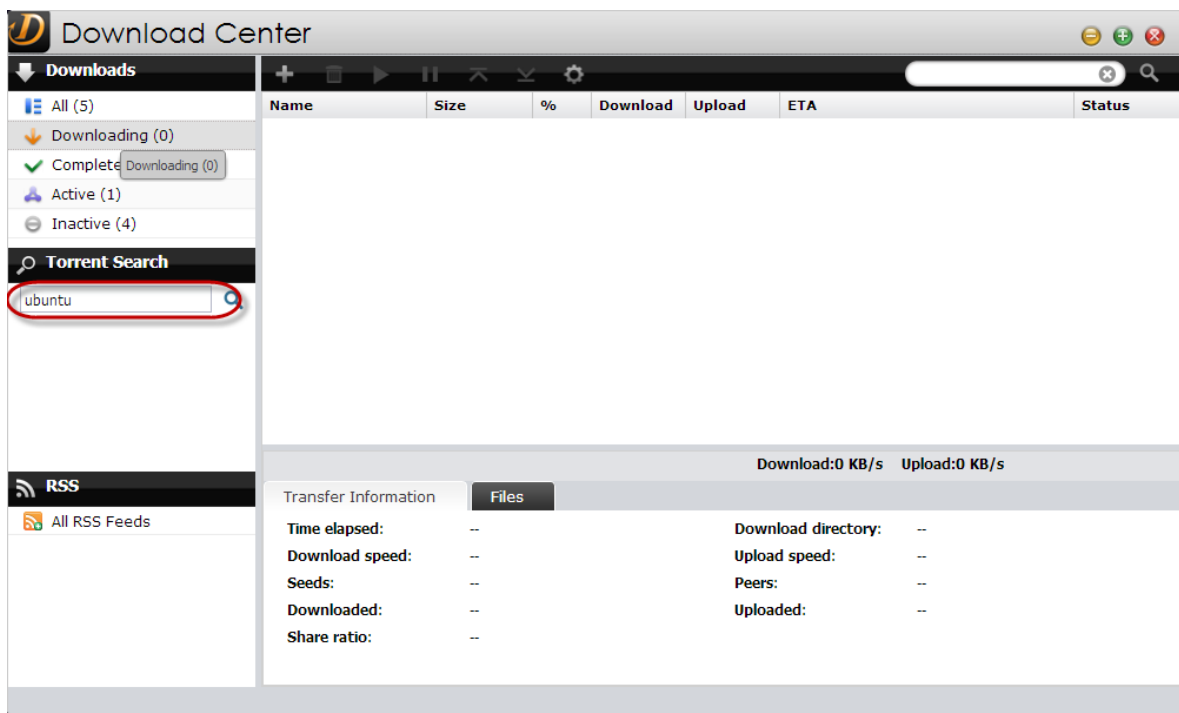 Download Center
Downloads
All (5)
Downloading (0)
Complete
Downloading (0)
Active (1)
Inactive (4)
Torrent Search
ubuntu
RSS
All RSS Feeds
Name Size % Download Upload ETA Status
Download:0 KB/s Upload:0 KB/s
Transfer Information Files
Time elapsed: -- Download directory: --
Download speed: -- Upload speed: --
Seeds: -- Peers: --
Downloaded: -- Uploaded: --
Share ratio: --